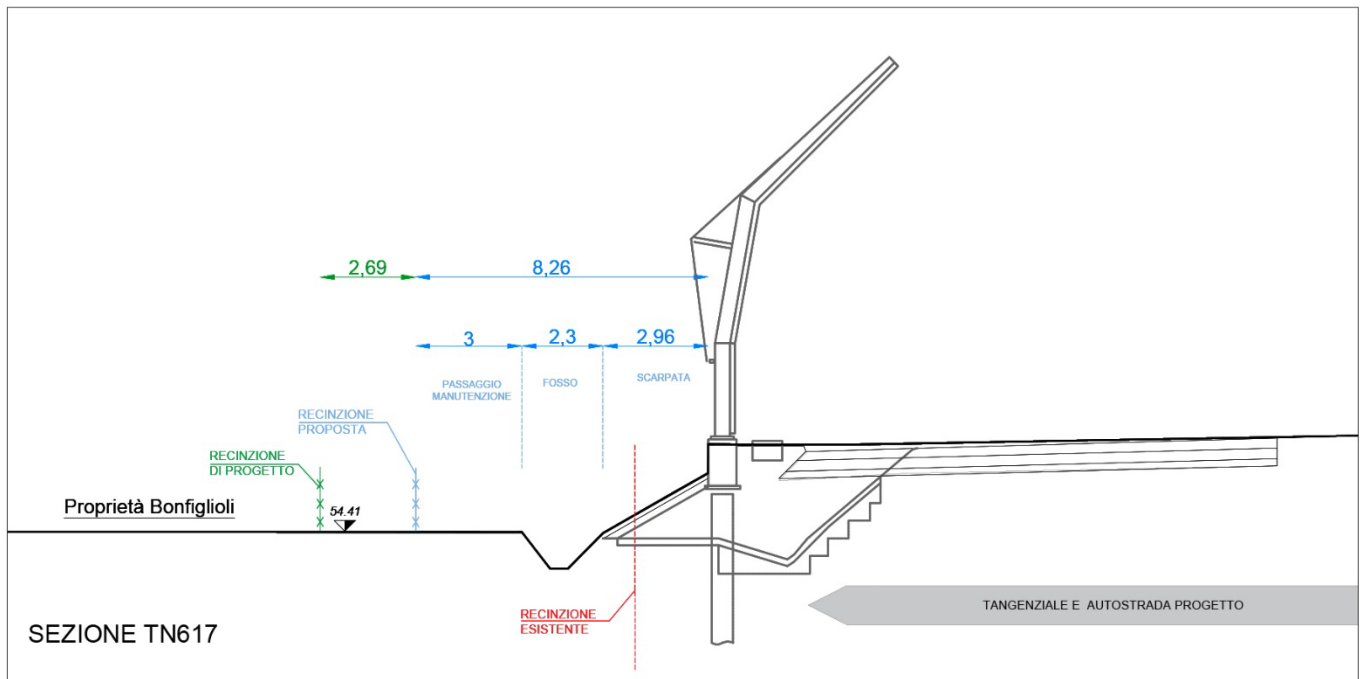 2,69
8,26
3
2,3
2,96
PASSAGGIO
MANUTENZIONE
FOSSO
SCARPATA
RECINZIONE
PROPOSTA
RECINZIONE
DI PROGETTO
Proprietà Bonfiglioli
54.41
RECINZIONE
ESISTENTE
TANGENZIALE E AUTOSTRADA PROGETTO
SEZIONE TN617